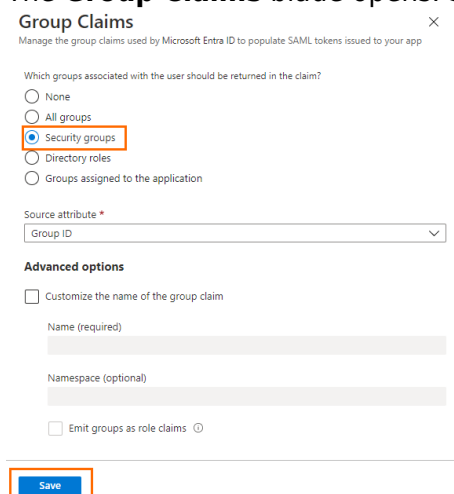 Group Claims
Manage the group claims used by Microsoft Entra ID to populate SAML tokens issued to your app
Which groups associated with the user should be returned in the claim?
None
All groups
Security groups
Directory roles
Groups assigned to the application
Source attribute *
Group ID
Advanced options
Customize the name of the group claim
Name (required)
Namespace (optional)
Emit groups as role claims
Save